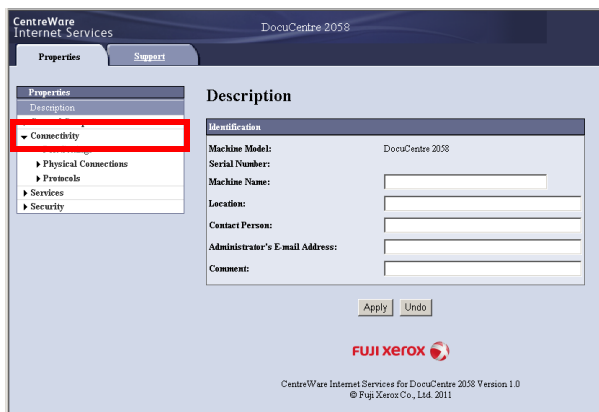 CentreWare
Internet Services
DocuCentre 2058
Properties
Support
Properties
Description
Connectivity
Physical Connections
Protocols
Services
Security
Description
Identification
Machine Model: DocuCentre 2058
Serial Number:
Machine Name:
Location:
Contact Person:
Administrator's E-mail Address:
Comment:
Apply Undo
FUJI xerox
CentreWare Internet Services for DocuCentre 2058 Version 1.0
© Fuji Xerox Co., Ltd. 2011